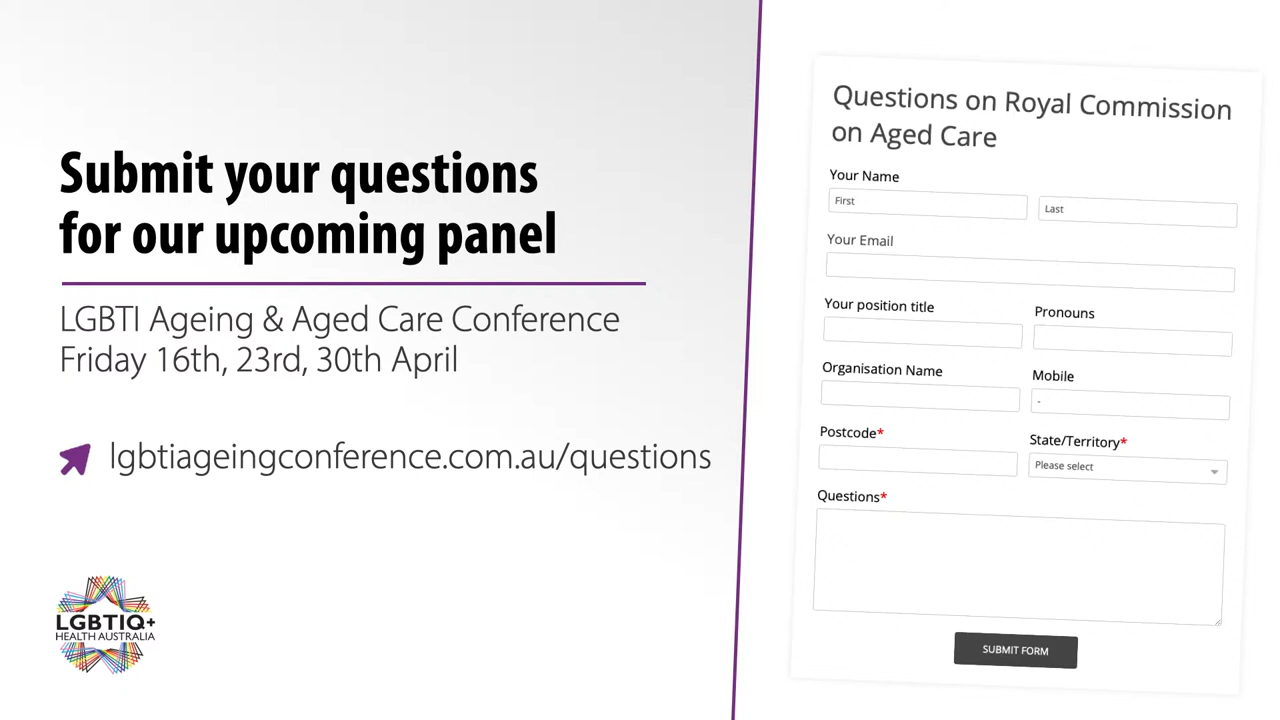 Submit your questions
for our upcoming panel
LGBTI Ageing & Aged Care Conference
Friday 16th, 23rd, 30th April
lgbtiageingconference.com.au/questions
LGBTIQ+
HEALTH AUSTRALIA
Questions on Royal Commission
on Aged Care
Your Name
First
Last
Your Email
Your position title
Pronouns
Organisation Name
Mobile
-
Postcode*
State/Territory*
Please select
Questions*
SUBMIT FORM